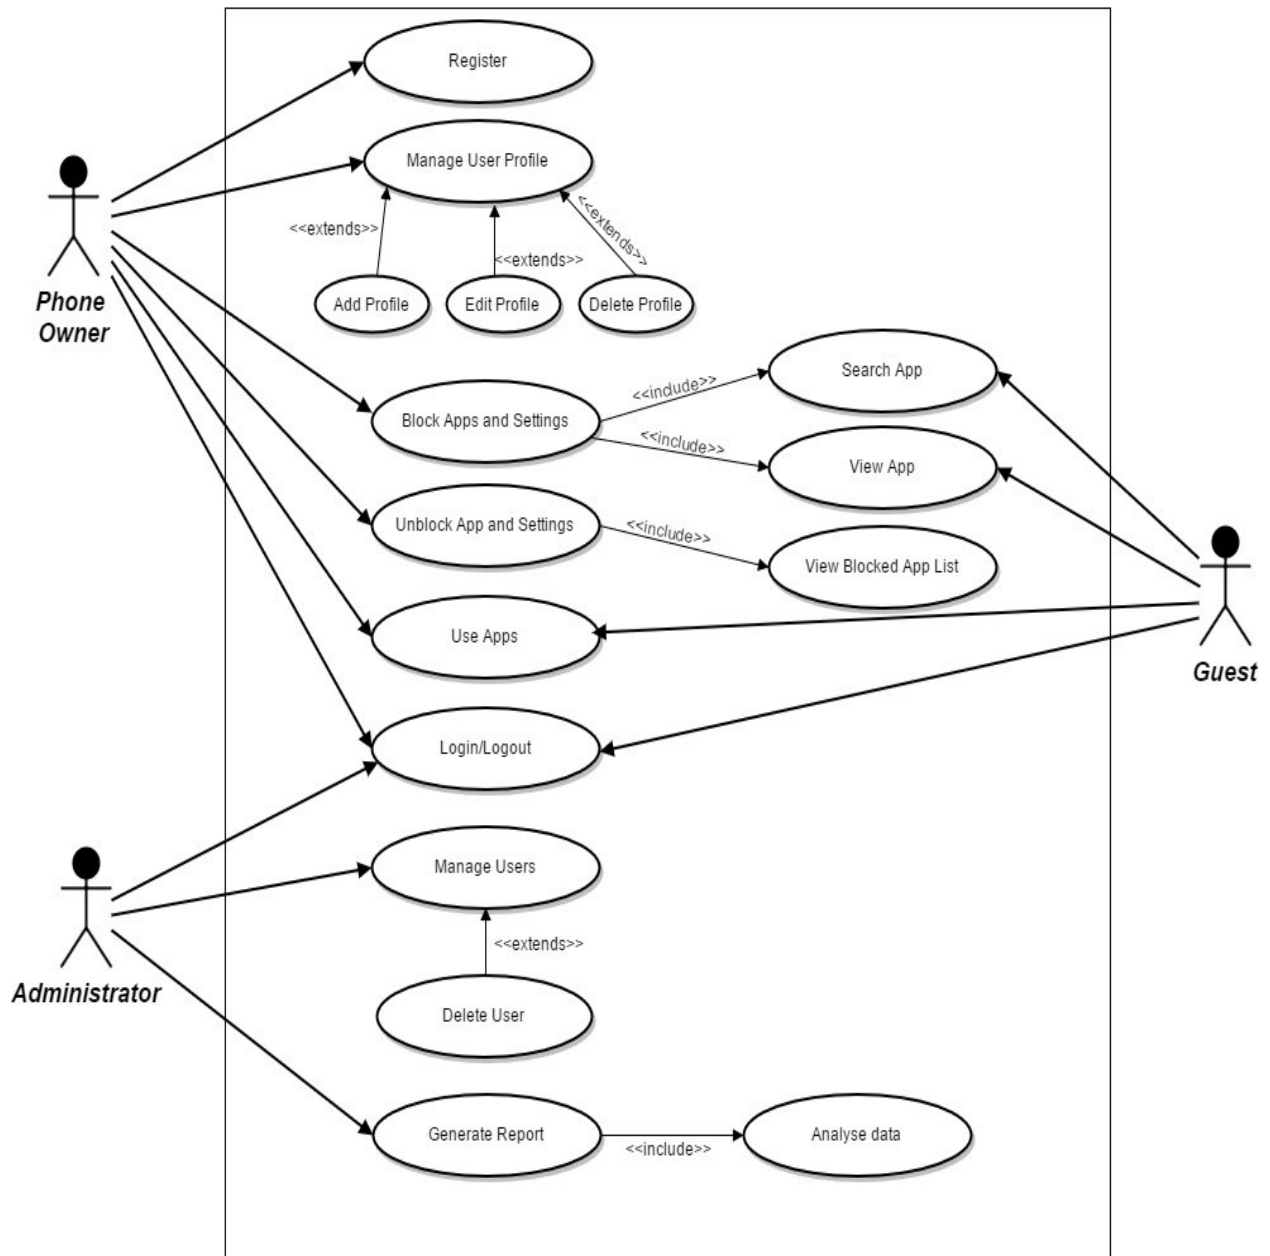 Register
Manage User Profile
<<extends>>
<<extends>>
<<extends>>
Add Profile
Edit Profile
Delete Profile
Phone
Owner
Search App
<<include>>
Block Apps and Settings
<<include>>
View App
Unblock App and Settings
<<include>>
View Blocked App List
Use Apps
Guest
Login/Logout
Manage Users
<<extends>>
Administrator
Delete User
Generate Report
<<include>>
Analyse data